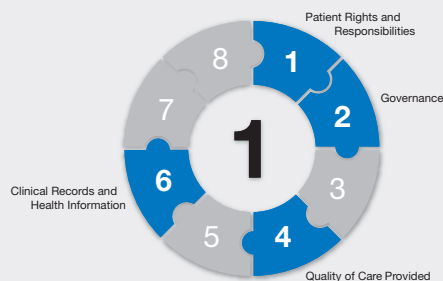 Patient Rights and
Responsibilities
8
1
Governance
7
2
1
Clinical Records and
Health Information
6
3
5
4
Quality of Care Provided